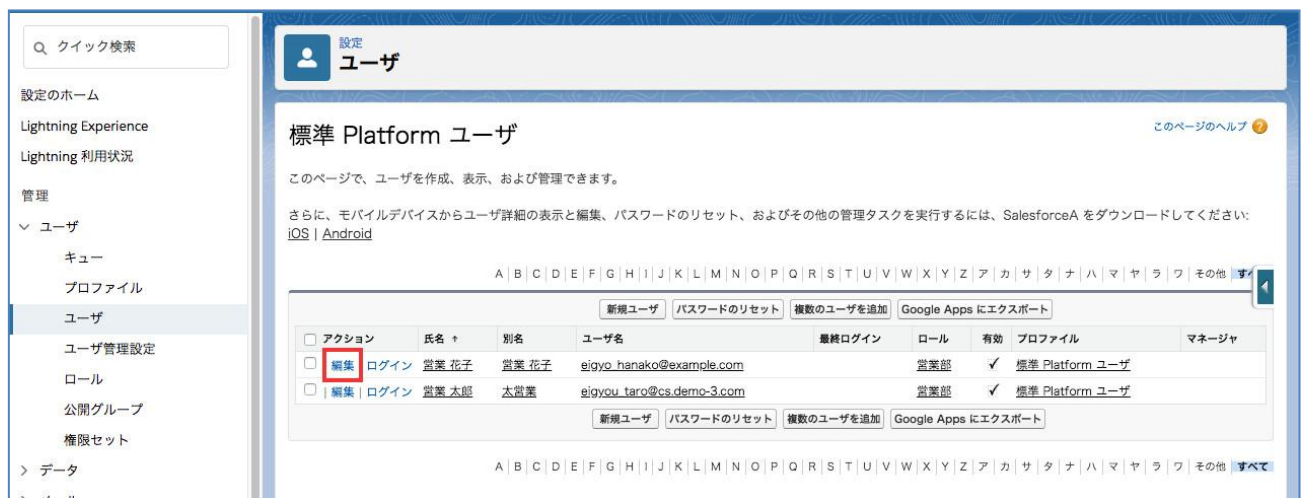 クイック検索
設定のホーム
Lightning Experience
Lightning 利用状況
管理
ユーザ
キュー
プロファイル
ユーザ
ユーザ管理設定
ロール
公開グループ
権限セット
データ
設定
ユーザ
標準 Platform ユーザ
このページのヘルプ
このページで、ユーザを作成、表示、および管理できます。
さらに、モバイルデバイスからユーザ詳細の表示と編集、パスワードのリセット、およびその他の管理タスクを実行するには、SalesforceA をダウンロードしてください:
iOS | Android
A | B | C | D | E | F | G | H | I | J | K | L | M | N | O | P | Q | R | S | T | U | V | W | X | Y | Z | ア | カ | サ | タ | ナ | ハ | マ | ヤ | ラ | ワ | その他
新規ユーザ パスワードのリセット 複数のユーザを追加 Google Apps にエクスポート
アクション 氏名 ↑ 別名 ユーザ名 最終ログイン ロール 有効 プロファイル マネージャ
編集 ログイン 営業 花子 営業 花子 eigyo_hanako@example.com 営業部 ✓ 標準 Platform ユーザ
| 編集 | ログイン 営業 太郎 太営業 eigyou_taro@cs.demo-3.com 営業部 ✓ 標準 Platform ユーザ
新規ユーザ パスワードのリセット 複数のユーザを追加 Google Apps にエクスポート
A | B | C | D | E | F | G | H | I | J | K | L | M | N | O | P | Q | R | S | T | U | V | W | X | Y | Z | ア | カ | サ | タ | ナ | ハ | マ | ヤ | ラ | ワ | その他 すべて